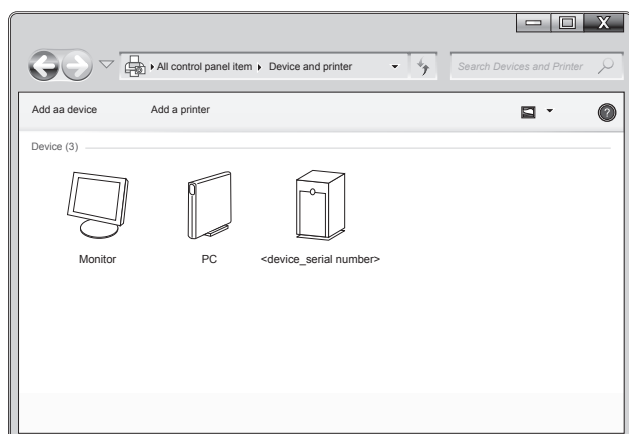 X
All control panel item Device and printer
Search Devices and Printer
Add aa device Add a printer
?
Device (3)
Monitor PC <device_serial number>